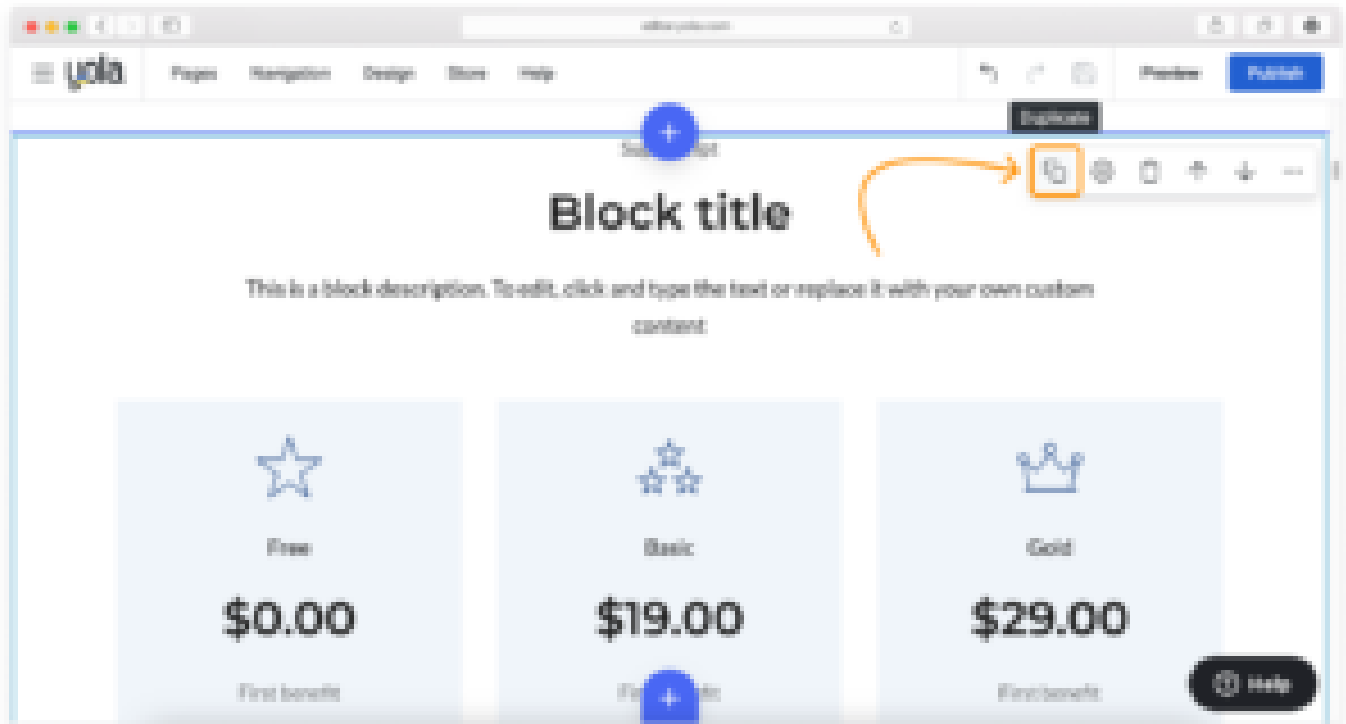 yola
Pages Navigation Design Store Help
Preview Publish
Duplicate
Block title
This is a block description. To edit, click and type the text or replace it with your own custom
content
Free Basic Gold
$0.00 $19.00 $29.00
First benefit First benefit
Help